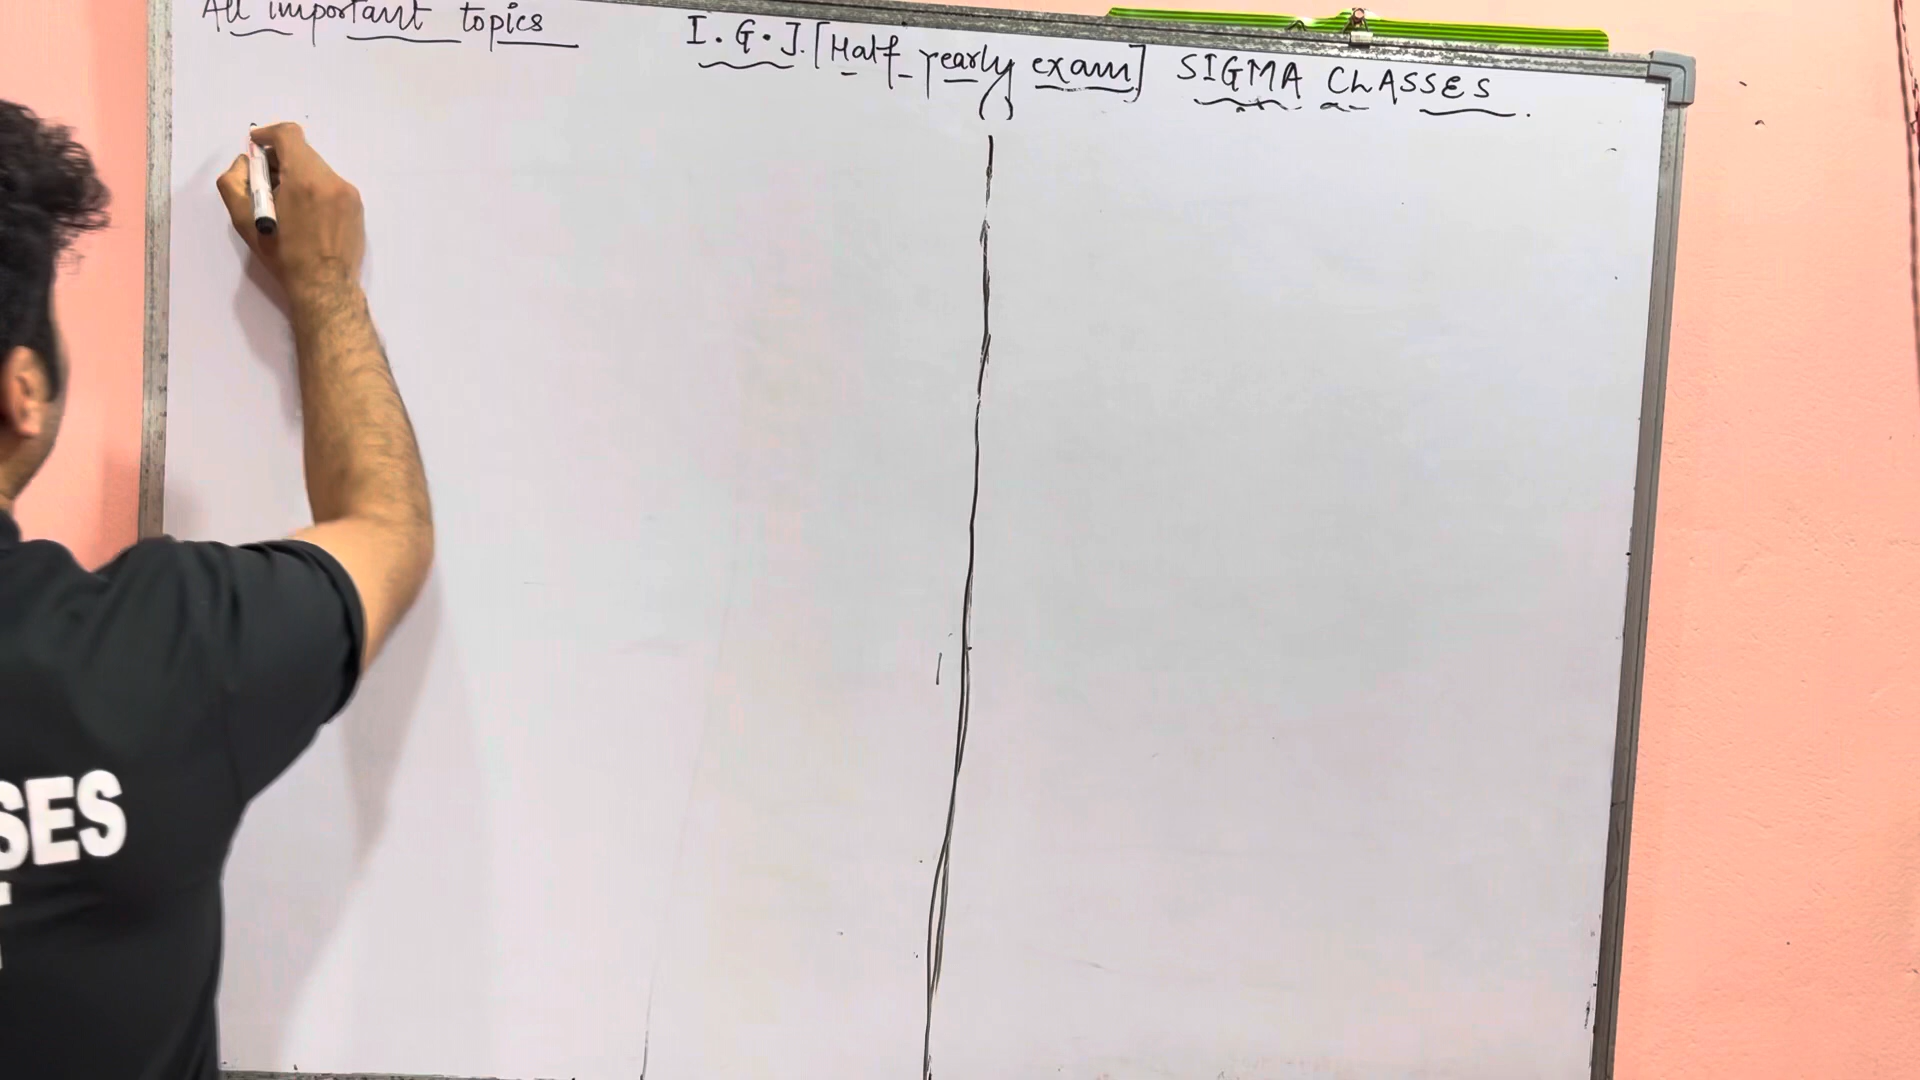 All important topics
I.G.J. [Half yearly exam] SIGMA CLASSES.
SES